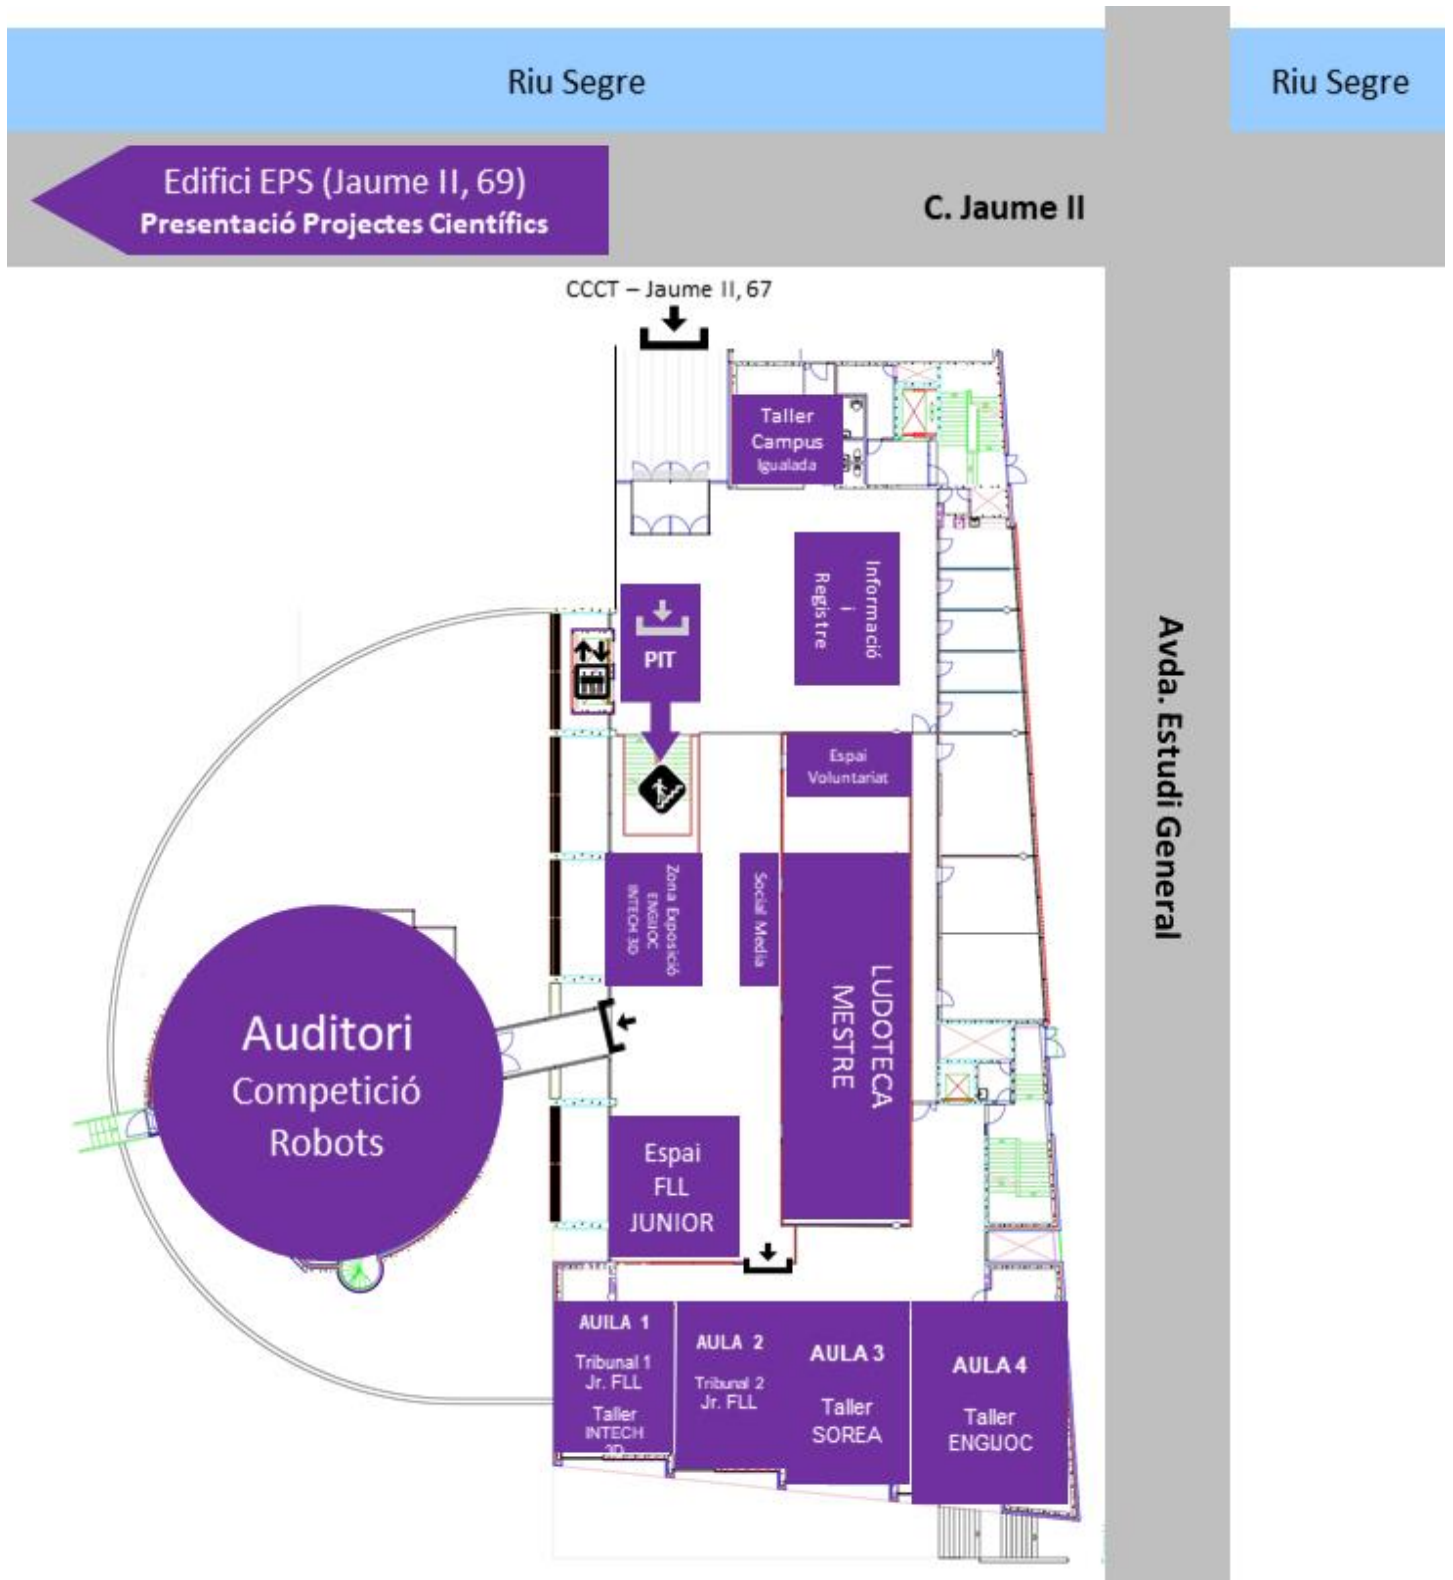 Riu Segre
Riu Segre
Edifici EPS (Jaume II, 69)
Presentació Projectes Científics
C. Jaume II
CCCT – Jaume II, 67
Taller
Campus
Igualada
Informació
i
Registre
PIT
Espai
Voluntariat
Zona Exposició
ENGIJOC
INTECH 3D
Social Media
LUDOTECA
MESTRE
Avda. Estudi General
Auditori
Competició
Robots
Espai
FLL
JUNIOR
AUILA 1
Tribunal 1
Jr. FLL
Taller
INTECH
3D
AULA 2
Tribunal 2
Jr. FLL
AULA 3
Taller
SOREA
AULA 4
Taller
ENGIJOC